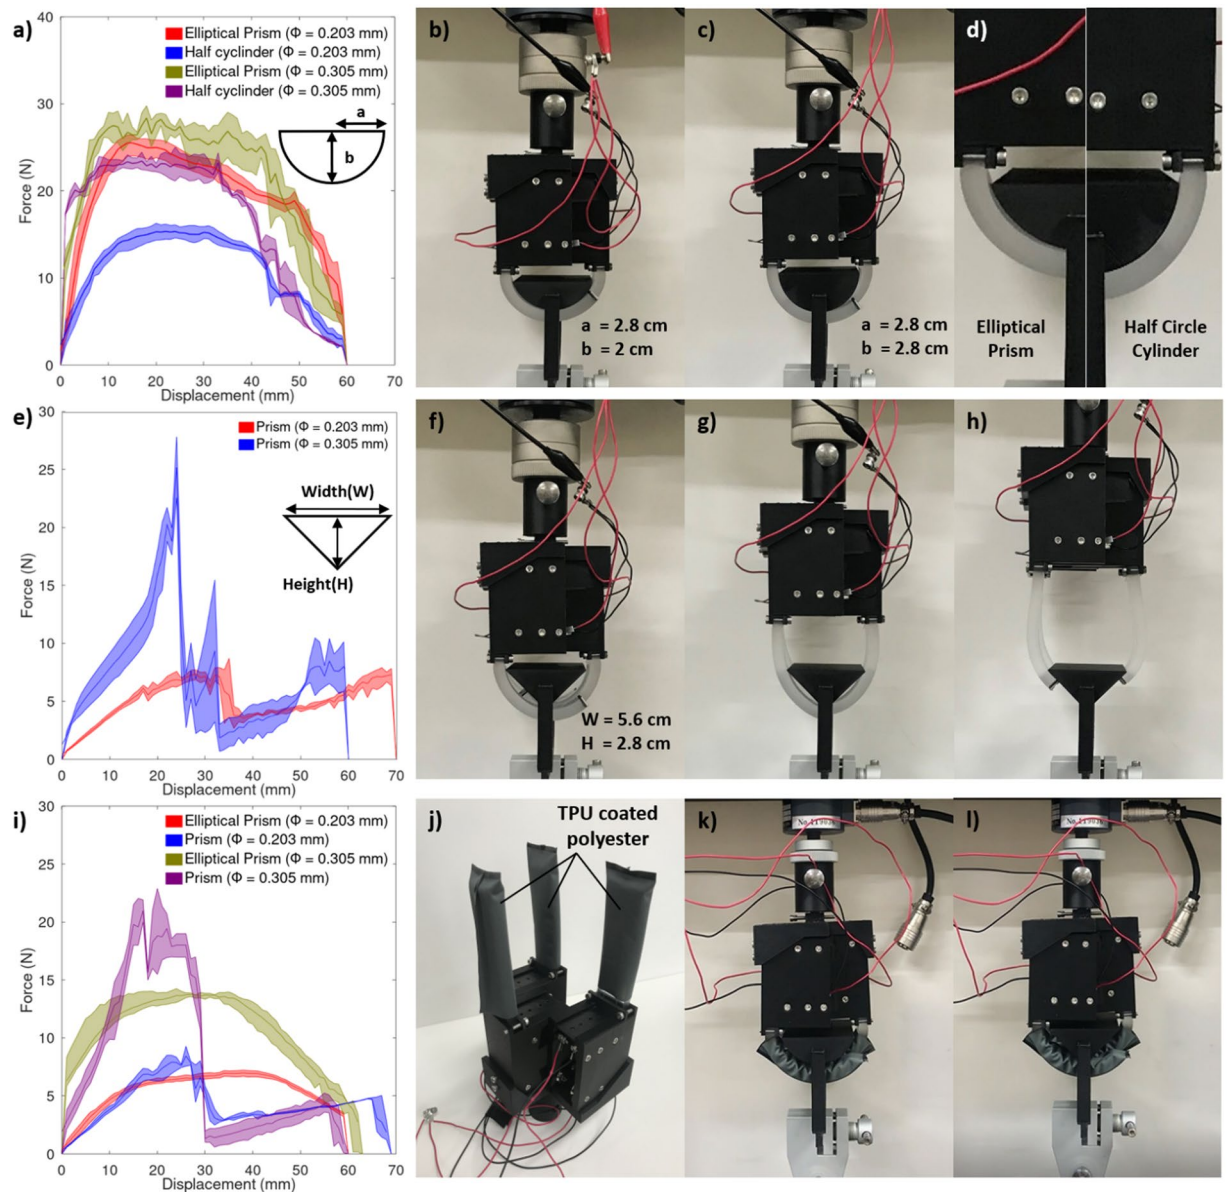 a)
Elliptical Prism (Φ = 0.203 mm)
Half cyclinder (Φ = 0.203 mm)
Elliptical Prism (Φ = 0.305 mm)
Half cyclinder (Φ = 0.305 mm)
a
b
40
30
20
10
0
Force (N)
0 10 20 30 40 50 60 70
Displacement (mm)
b)
a = 2.8 cm
b = 2 cm
c)
a = 2.8 cm
b = 2.8 cm
d)
Elliptical
Prism
Half Circle
Cylinder
e)
Prism (Φ = 0.203 mm)
Prism (Φ = 0.305 mm)
Width(W)
Height(H)
30
25
20
15
10
5
0
Force (N)
0 10 20 30 40 50 60 70
Displacement (mm)
f)
W = 5.6 cm
H = 2.8 cm
g)
h)
i)
Elliptical Prism (Φ = 0.203 mm)
Prism (Φ = 0.203 mm)
Elliptical Prism (Φ = 0.305 mm)
Prism (Φ = 0.305 mm)
30
25
20
15
10
5
0
Force (N)
0 10 20 30 40 50 60 70
Displacement (mm)
j)
TPU coated
polyester
k)
l)